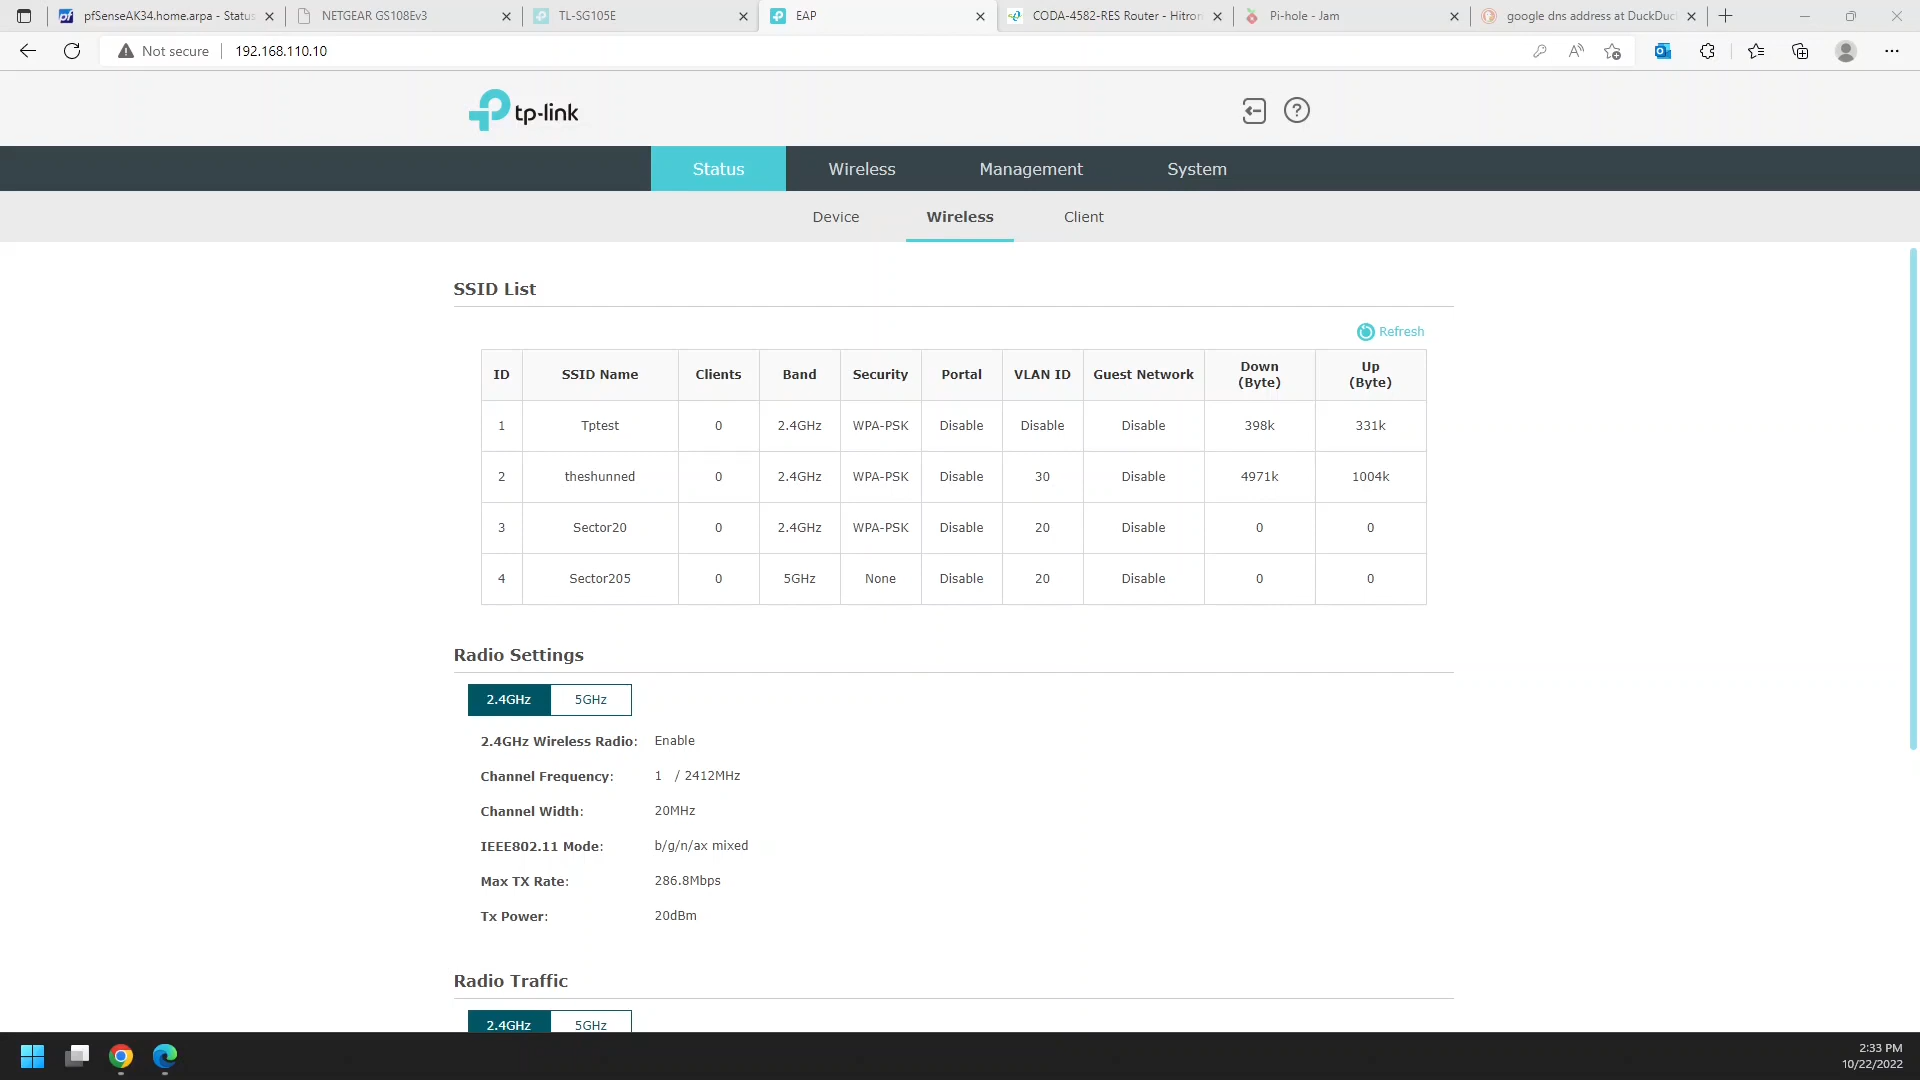 pfSenseAK34.home.arpa - Status
NETGEAR GS108Ev3
TL-SG105E
EAP
CODA-4582-RES Router - Hitron
Pi-hole - Jam
google dns address at DuckDuc
Not secure
192.168.110.10
tp-link
Status
Wireless
Management
System
Device
Wireless
Client
SSID List
Refresh
ID SSID Name Clients Band Security Portal VLAN ID Guest Network Down (Byte) Up (Byte)
1 Tptest 0 2.4GHz WPA-PSK Disable Disable Disable 398k 331k
2 theshunned 0 2.4GHz WPA-PSK Disable 30 Disable 4971k 1004k
3 Sector20 0 2.4GHz WPA-PSK Disable 20 Disable 0 0
4 Sector205 0 5GHz None Disable 20 Disable 0 0
Radio Settings
2.4GHz 5GHz
2.4GHz Wireless Radio: Enable
Channel Frequency: 1 / 2412MHz
Channel Width: 20MHz
IEEE802.11 Mode: b/g/n/ax mixed
Max TX Rate: 286.8Mbps
Tx Power: 20dBm
Radio Traffic
2.4GHz 5GHz
2:33 PM
10/22/2022